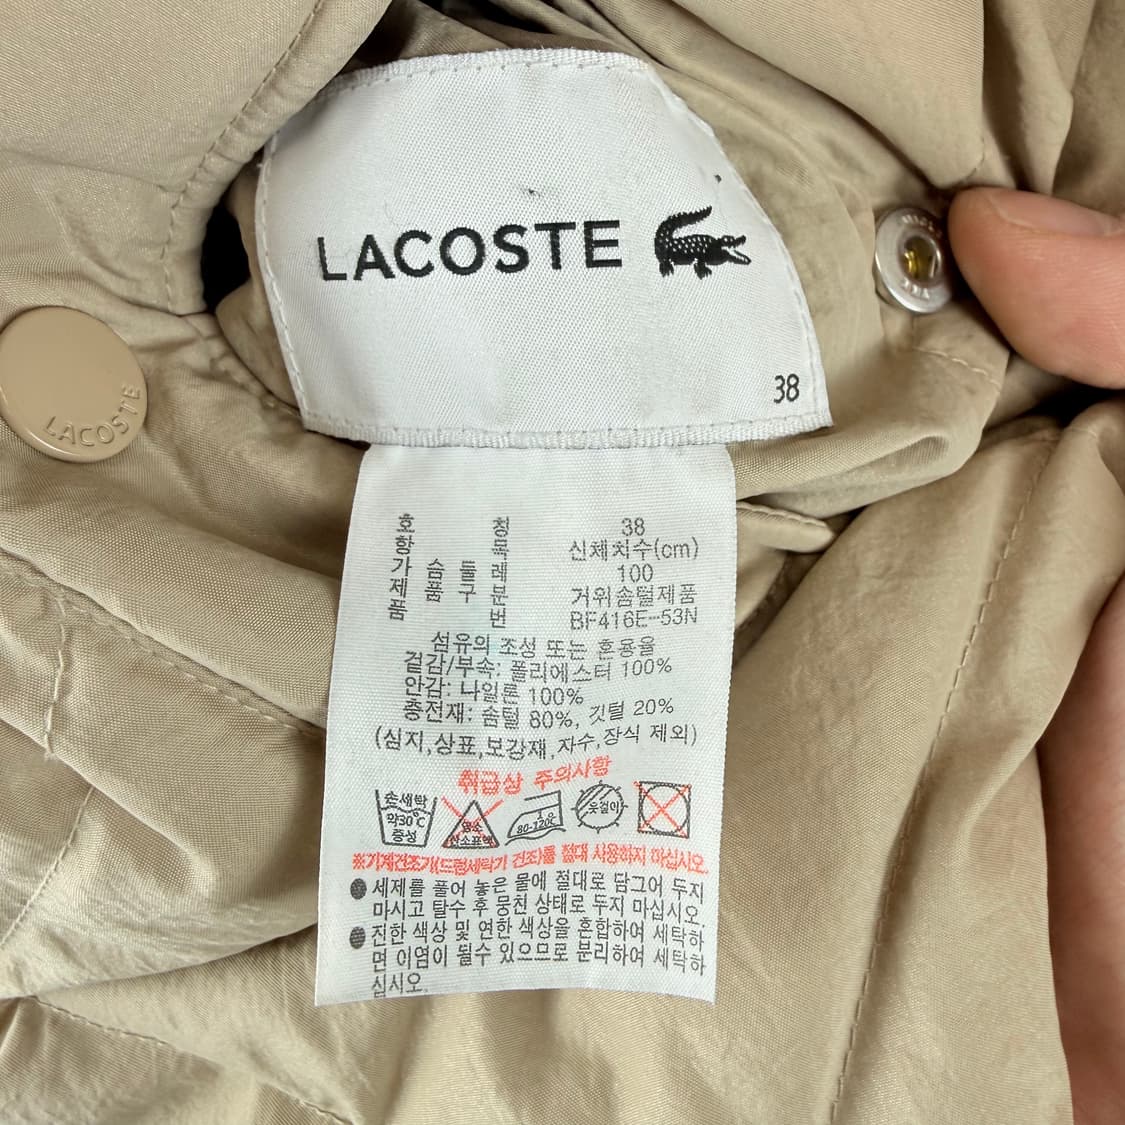 LACOSTE
38
LACOSTE
호 칭 38
항 목 신체치수(cm)
가 슴 둘 레 100
제 품 구 분 거위솜털제품
품 번 BF416E-53N
섬유의 조성 또는 혼용율
겉감/부속: 폴리에스터 100%
안감: 나일론 100%
충전재: 솜털 80%, 깃털 20%
(심지,상표,보강재,자수,장식 제외)
취급상 주의사항
손세탁 약30℃ 중성
염소 산소표백
80-120℃
옷걸이
※기계건조기(드럼세탁기 건조)를 절대 사용하지 마십시오.
● 세제를 풀어 놓은 물에 절대로 담그어 두지
마시고 탈수 후 뭉친 상태로 두지 마십시오.
● 진한 색상 및 연한 색상을 혼합하여 세탁하
면 이염이 될수 있으므로 분리하여 세탁하
십시오.